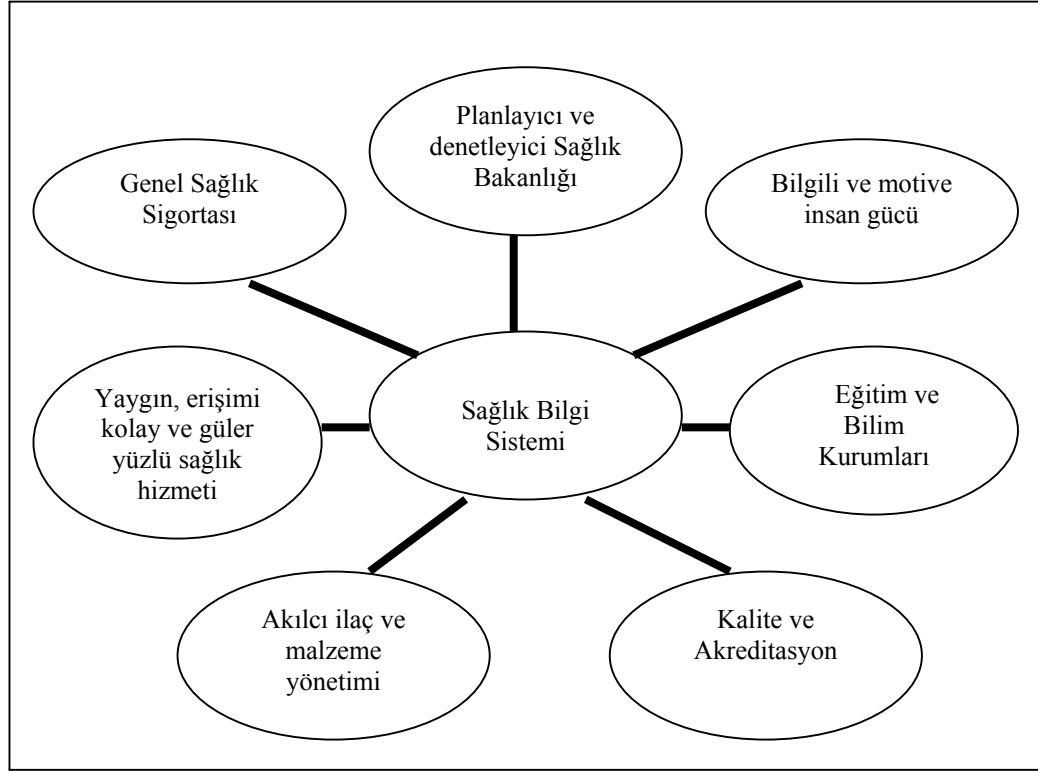 Planlayıcı ve
denetleyici Sağlık
Bakanlığı
Genel Sağlık
Sigortası
Bilgili ve motive
insan gücü
Yaygın, erişimi
kolay ve güler
yüzlü sağlık
hizmeti
Sağlık Bilgi
Sistemi
Eğitim ve
Bilim
Kurumları
Akılcı ilaç ve
malzeme
yönetimi
Kalite ve
Akreditasyon